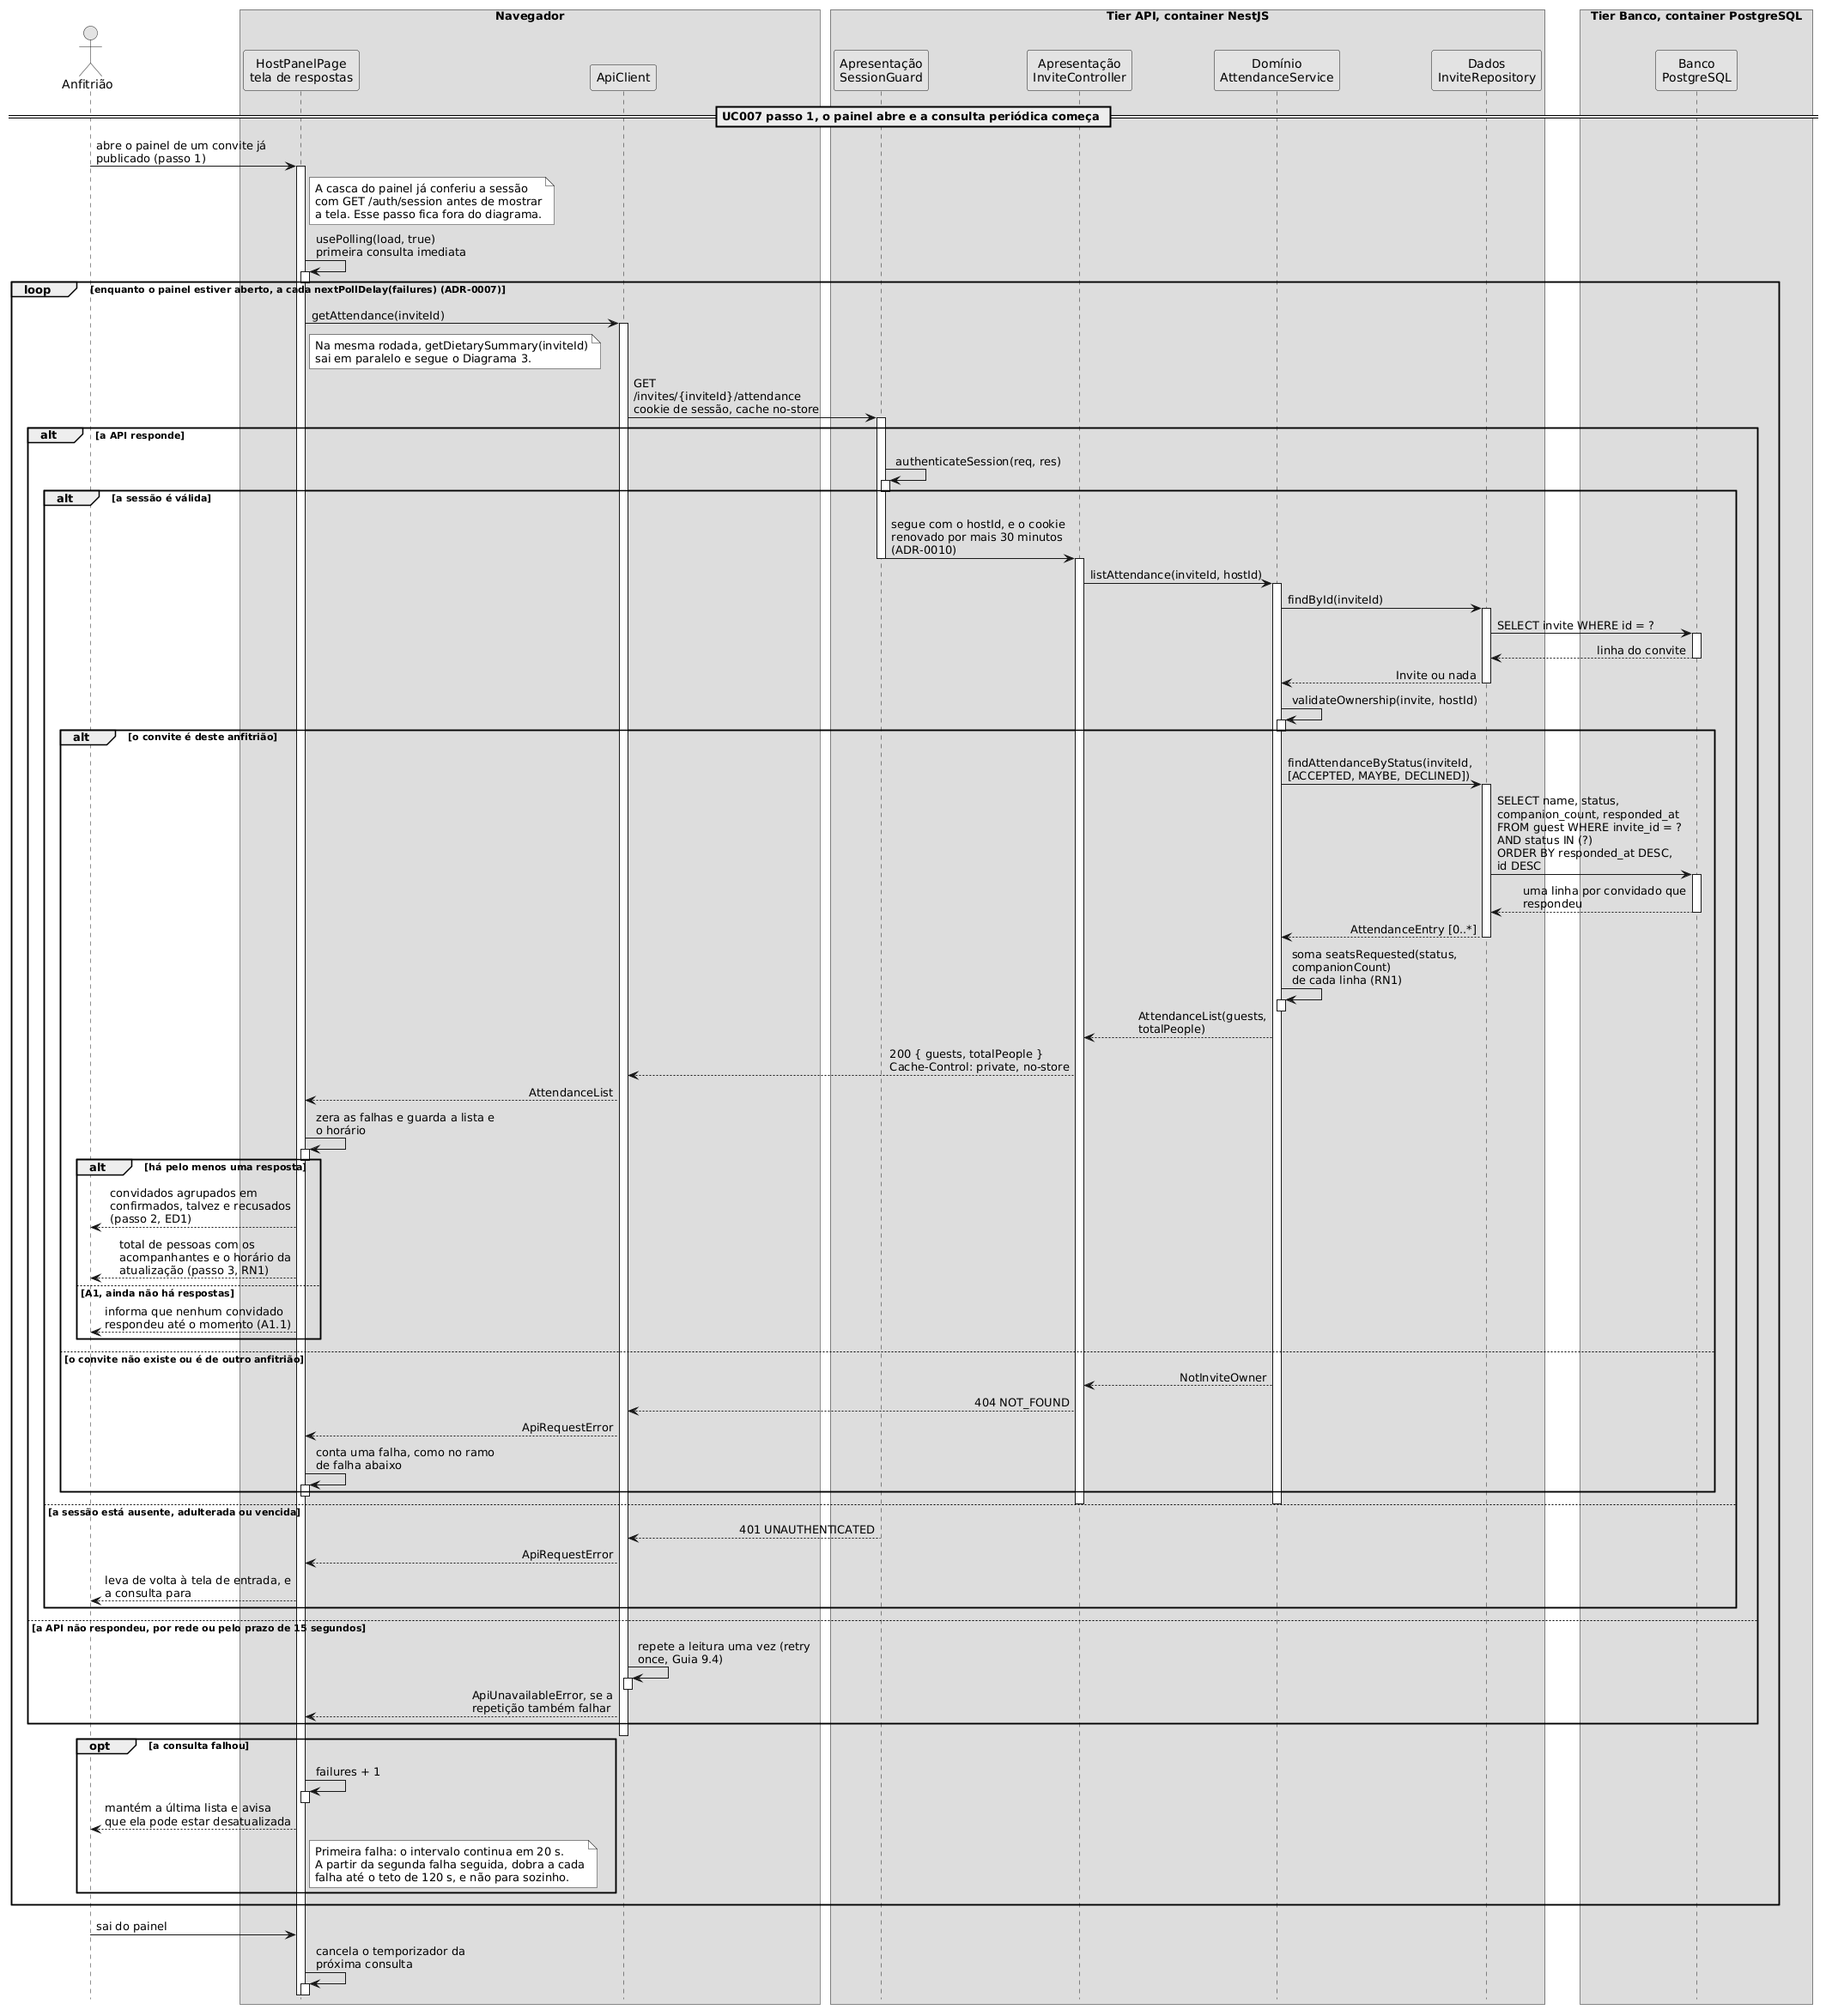 Navegador
Tier API, container NestJS
Tier Banco, container PostgreSQL
Anfitrião
HostPanelPage
tela de respostas
ApiClient
Apresentação
SessionGuard
Apresentação
InviteController
Domínio
AttendanceService
Dados
InviteRepository
Banco
PostgreSQL
UC007 passo 1, o painel abre e a consulta periódica começa
abre o painel de um convite já
publicado (passo 1)
A casca do painel já conferiu a sessão
com GET /auth/session antes de mostrar
a tela. Esse passo fica fora do diagrama.
usePolling(load, true)
primeira consulta imediata
loop
[enquanto o painel estiver aberto, a cada nextPollDelay(failures) (ADR-0007)]
getAttendance(inviteId)
Na mesma rodada, getDietarySummary(inviteId)
sai em paralelo e segue o Diagrama 3.
GET
/invites/{inviteId}/attendance
cookie de sessão, cache no-store
alt
[a API responde]
authenticateSession(req, res)
alt
[a sessão é válida]
segue com o hostId, e o cookie
renovado por mais 30 minutos
(ADR-0010)
listAttendance(inviteId, hostId)
findById(inviteId)
SELECT invite WHERE id = ?
linha do convite
Invite ou nada
validateOwnership(invite, hostId)
alt
[o convite é deste anfitrião]
findAttendanceByStatus(inviteId,
[ACCEPTED, MAYBE, DECLINED])
SELECT name, status,
companion_count, responded_at
FROM guest WHERE invite_id = ?
AND status IN (?)
ORDER BY responded_at DESC,
id DESC
uma linha por convidado que
respondeu
AttendanceEntry [0..*]
soma seatsRequested(status,
companionCount)
de cada linha (RN1)
AttendanceList(guests,
totalPeople)
200 { guests, totalPeople }
Cache-Control: private, no-store
AttendanceList
zera as falhas e guarda a lista e
o horário
alt
[há pelo menos uma resposta]
convidados agrupados em
confirmados, talvez e recusados
(passo 2, ED1)
total de pessoas com os
acompanhantes e o horário da
atualização (passo 3, RN1)
[A1, ainda não há respostas]
informa que nenhum convidado
respondeu até o momento (A1.1)
[o convite não existe ou é de outro anfitrião]
NotInviteOwner
404 NOT_FOUND
ApiRequestError
conta uma falha, como no ramo
de falha abaixo
[a sessão está ausente, adulterada ou vencida]
401 UNAUTHENTICATED
ApiRequestError
leva de volta à tela de entrada, e
a consulta para
[a API não respondeu, por rede ou pelo prazo de 15 segundos]
repete a leitura uma vez (retry
once, Guia 9.4)
ApiUnavailableError, se a
repetição também falhar
opt
[a consulta falhou]
failures + 1
mantém a última lista e avisa
que ela pode estar desatualizada
Primeira falha: o intervalo continua em 20 s.
A partir da segunda falha seguida, dobra a cada
falha até o teto de 120 s, e não para sozinho.
sai do painel
cancela o temporizador da
próxima consulta